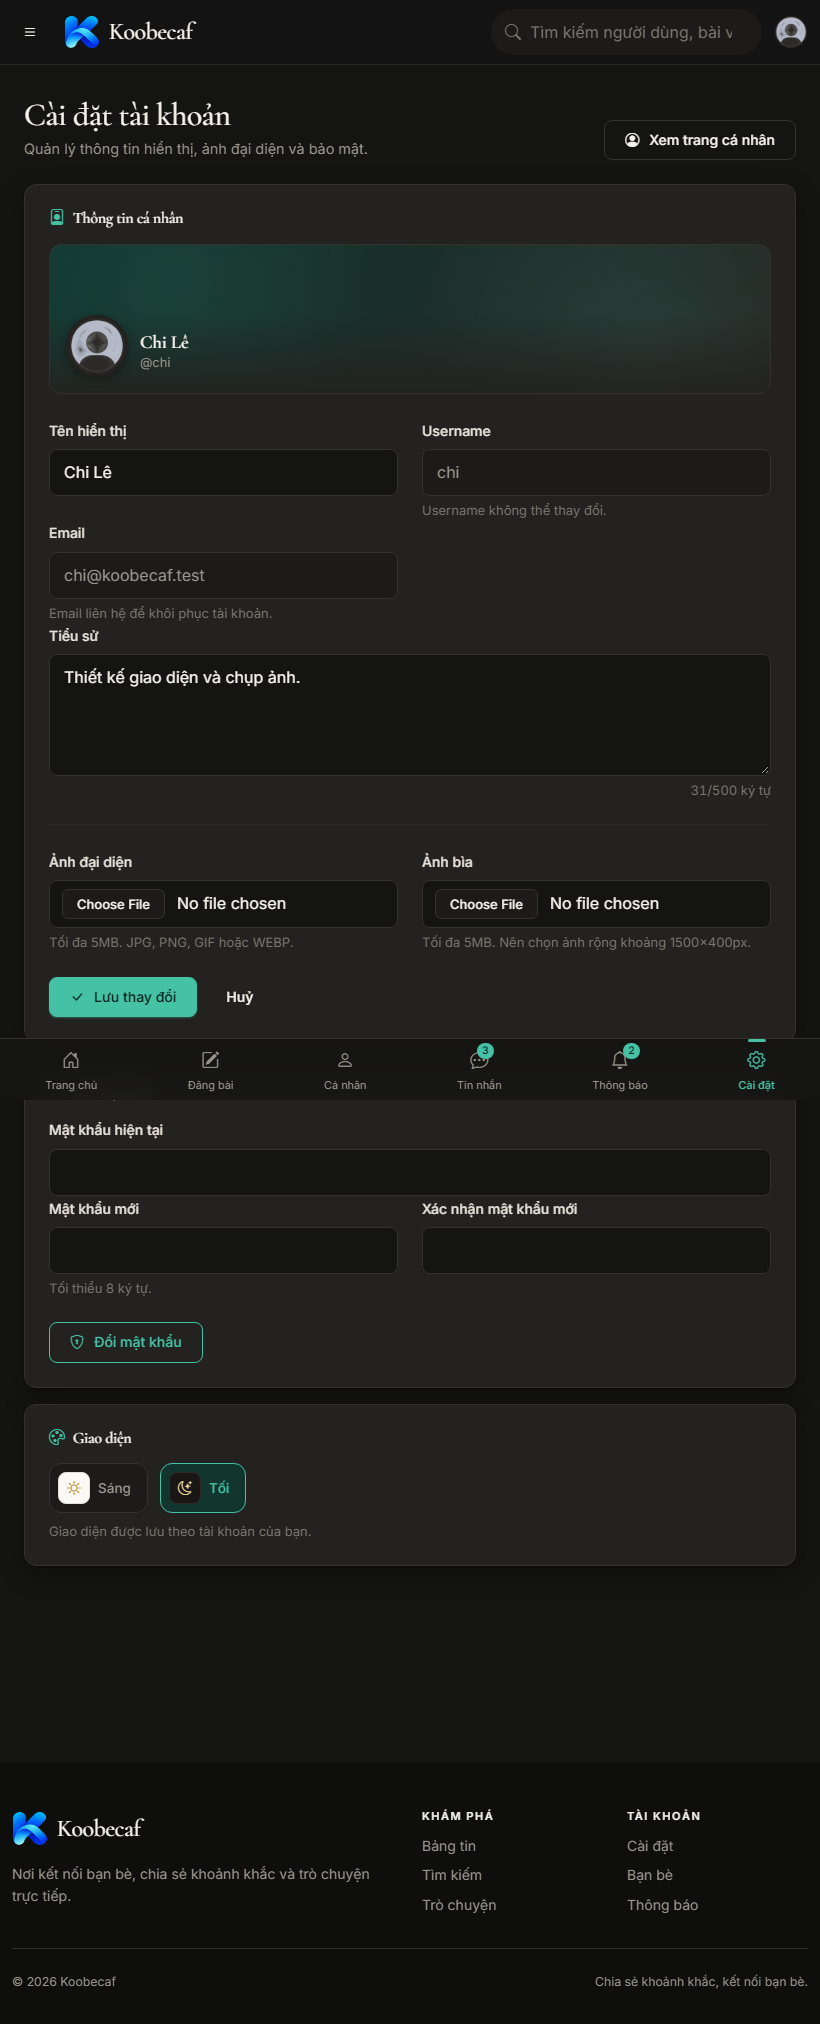 Koobecaf
Tìm kiếm người dùng, bài v
Cài đặt tài khoản
Quản lý thông tin hiển thị, ảnh đại diện và bảo mật.
Xem trang cá nhân
Thông tin cá nhân
Chi Lê
@chi
Tên hiển thị
Username
Chi Lê
chi
Username không thể thay đổi.
Email
chi@koobecaf.test
Email liên hệ để khôi phục tài khoản.
Tiểu sử
Thiết kế giao diện và chụp ảnh.
31/500 ký tự
Ảnh đại diện
Ảnh bìa
Choose File No file chosen
Choose File No file chosen
Tối đa 5MB. JPG, PNG, GIF hoặc WEBP.
Tối đa 5MB. Nên chọn ảnh rộng khoảng 1500×400px.
Lưu thay đổi
Huỷ
3
2
Trang chủ
Đăng bài
Cá nhân
Tin nhắn
Thông báo
Cài đặt
Mật khẩu hiện tại
Mật khẩu mới
Xác nhận mật khẩu mới
Tối thiểu 8 ký tự.
Đổi mật khẩu
Giao diện
Sáng
Tối
Giao diện được lưu theo tài khoản của bạn.
Koobecaf
Nơi kết nối bạn bè, chia sẻ khoảnh khắc và trò chuyện
trực tiếp.
KHÁM PHÁ
Bảng tin
Tìm kiếm
Trò chuyện
TÀI KHOẢN
Cài đặt
Bạn bè
Thông báo
© 2026 Koobecaf
Chia sẻ khoảnh khắc, kết nối bạn bè.